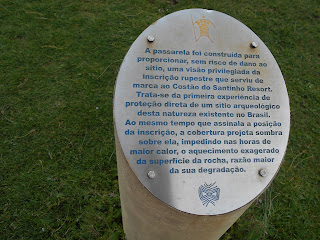 A passarela foi construída para
proporcionar, sem risco de dano ao
sítio, uma visão privilegiada da
inscrição rupestre que serviu de
marca ao Costão do Santinho Resort.
Trata-se da primeira experiência de
proteção direta de um sítio arqueológico
desta natureza existente no Brasil.
Ao mesmo tempo que assinala a posição
da inscrição, a cobertura projeta sombra
sobre ela, impedindo nas horas de
maior calor, o aquecimento exagerado
da superfície da rocha, razão maior
da sua degradação.